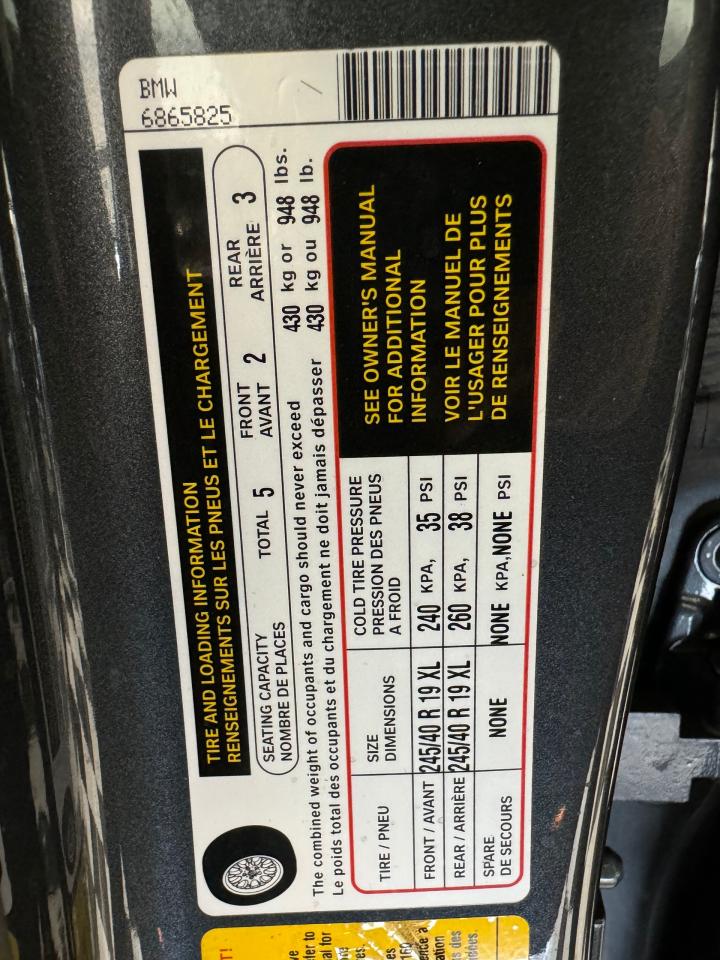 BMW
6865825
TIRE AND LOADING INFORMATION
RENSEIGNEMENTS SUR LES PNEUS ET LE CHARGEMENT
SEATING CAPACITY
NOMBRE DE PLACES
TOTAL 5
FRONT
AVANT 2
REAR
ARRIÈRE 3
The combined weight of occupants and cargo should never exceed 430 kg or 948 lbs.
Le poids total des occupants et du chargement ne doit jamais dépasser 430 kg ou 948 lb.
TIRE / PNEU
SIZE
DIMENSIONS
COLD TIRE PRESSURE
PRESSION DES PNEUS
A FROID
FRONT / AVANT 245/40 R 19 XL 240 KPA, 35 PSI
REAR / ARRIÈRE 245/40 R 19 XL 260 KPA, 38 PSI
SPARE
DE SECOURS NONE NONE KPA, NONE PSI
SEE OWNER'S MANUAL
FOR ADDITIONAL
INFORMATION
VOIR LE MANUEL DE
L'USAGER POUR PLUS
DE RENSEIGNEMENTS